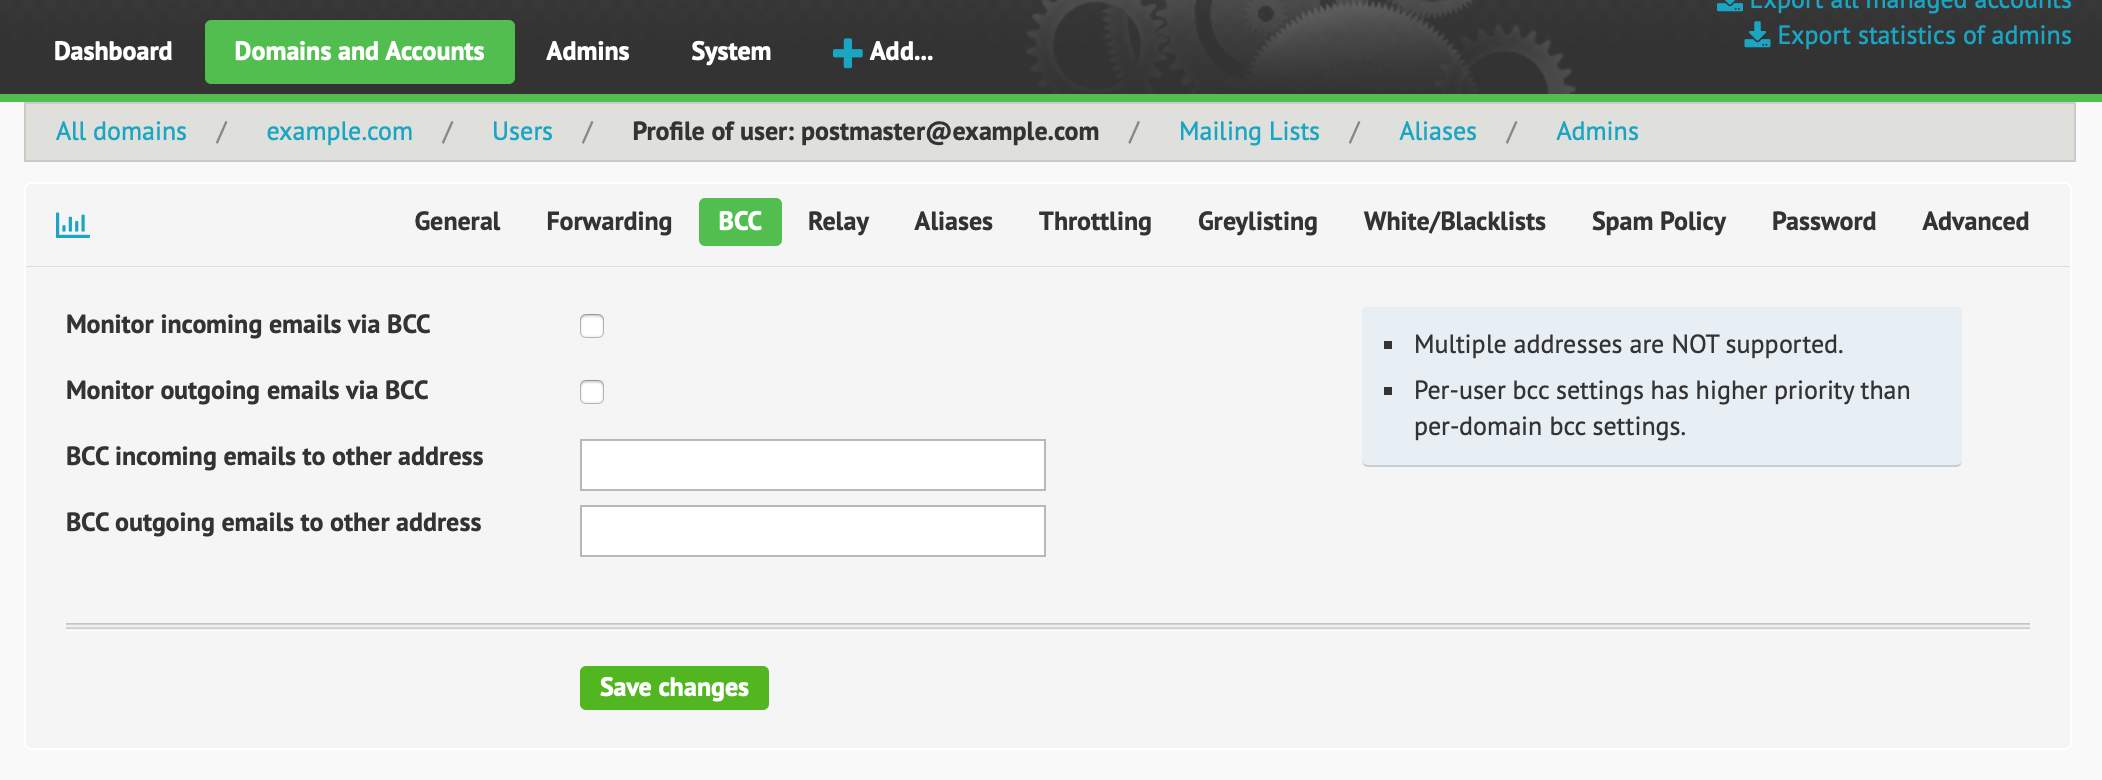 Export all managed accounts
Export statistics of admins
Dashboard Domains and Accounts Admins System Add...
All domains / example.com / Users / Profile of user: postmaster@example.com / Mailing Lists / Aliases / Admins
General Forwarding BCC Relay Aliases Throttling Greylisting White/Blacklists Spam Policy Password Advanced
Monitor incoming emails via BCC
Monitor outgoing emails via BCC
BCC incoming emails to other address
BCC outgoing emails to other address
▪ Multiple addresses are NOT supported.
▪ Per-user bcc settings has higher priority than
per-domain bcc settings.
Save changes